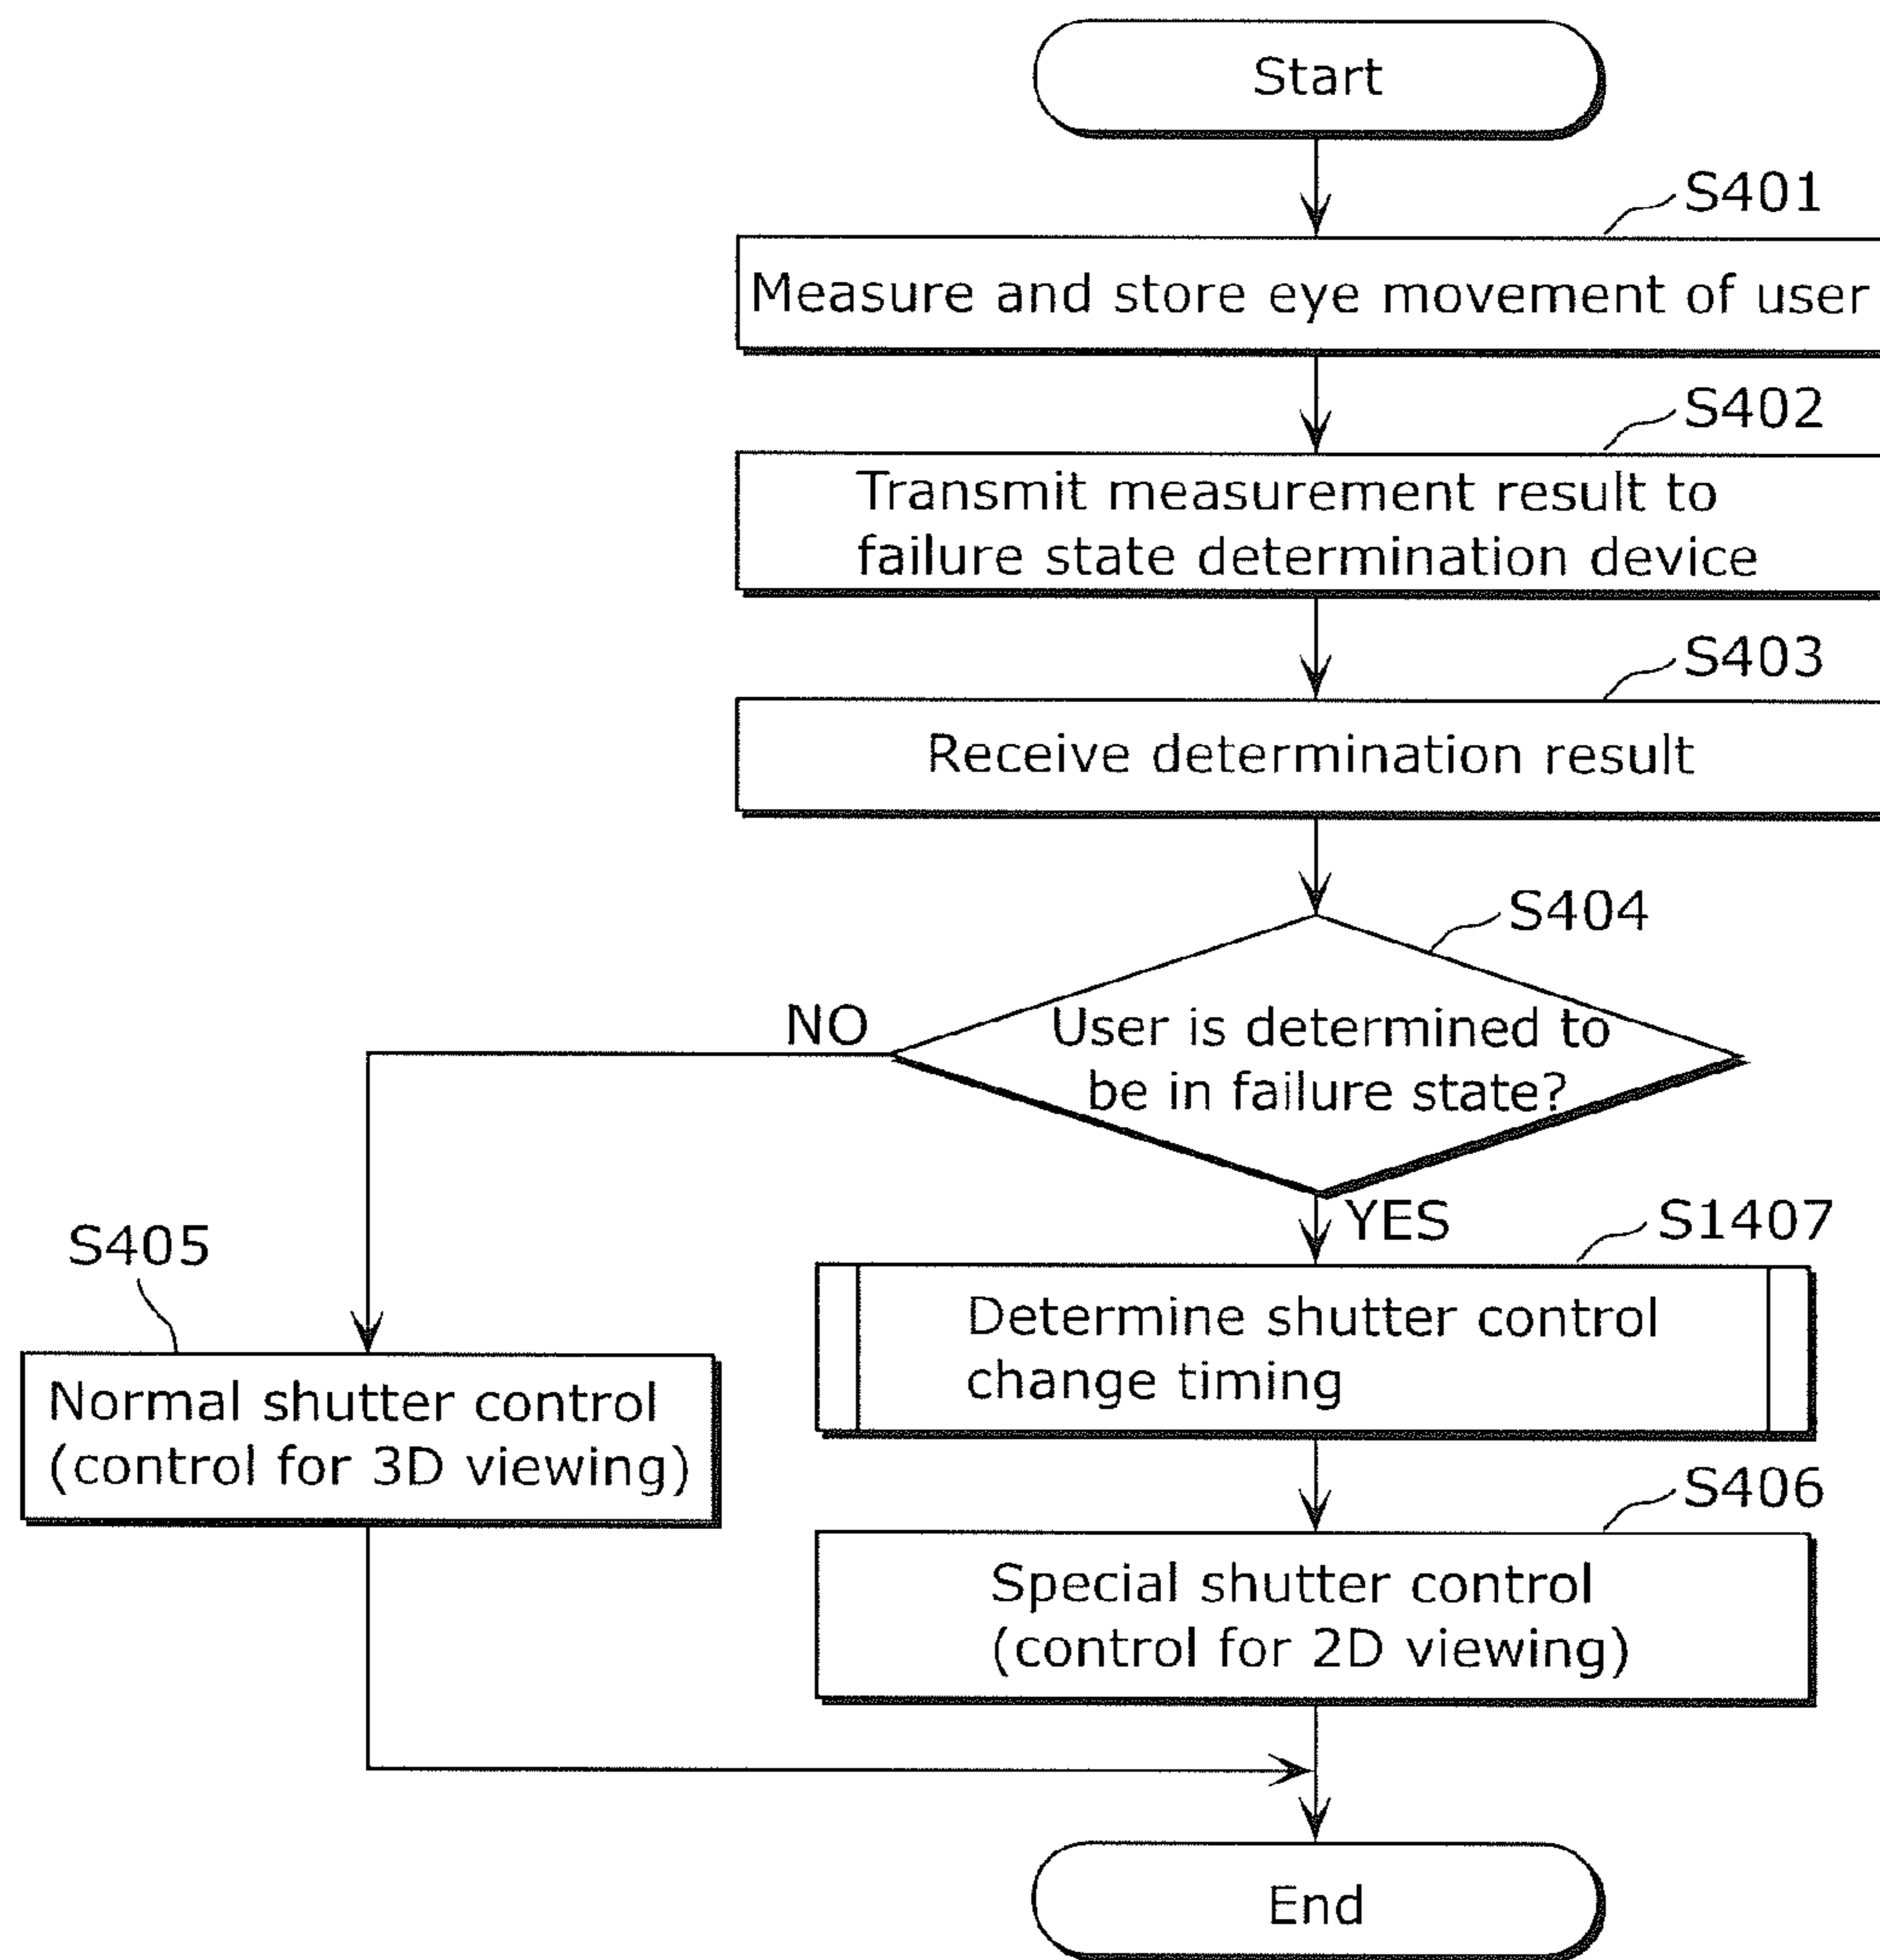 Start
S401
Measure and store eye movement of user
S402
Transmit measurement result to
failure state determination device
S403
Receive determination result
S404
User is determined to
be in failure state?
NO
YES
S1407
Determine shutter control
change timing
S405
Normal shutter control
(control for 3D viewing)
S406
Special shutter control
(control for 2D viewing)
End